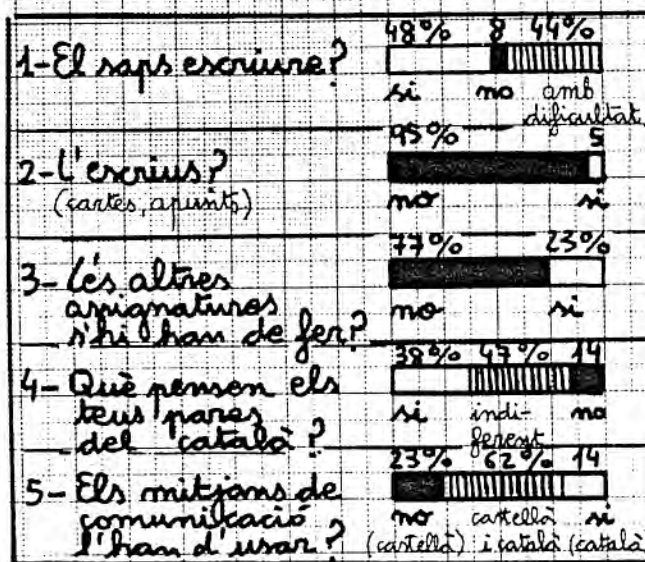 48% 8 44%
1-El saps escriure?
si no amb
dificultat
95% 5
2-L'escrius?
(cartes, apunts)
no si
77% 23%
3-Les altres
assignatures
s'hi han de fer?
no si
38% 47% 14
4-Què pensen els
teus pares
del català?
si indi- no
ferent
23% 62% 14
5-Els mitjans de
comunicació
l'han d'usar?
no castellà si
(castellà) i català (català